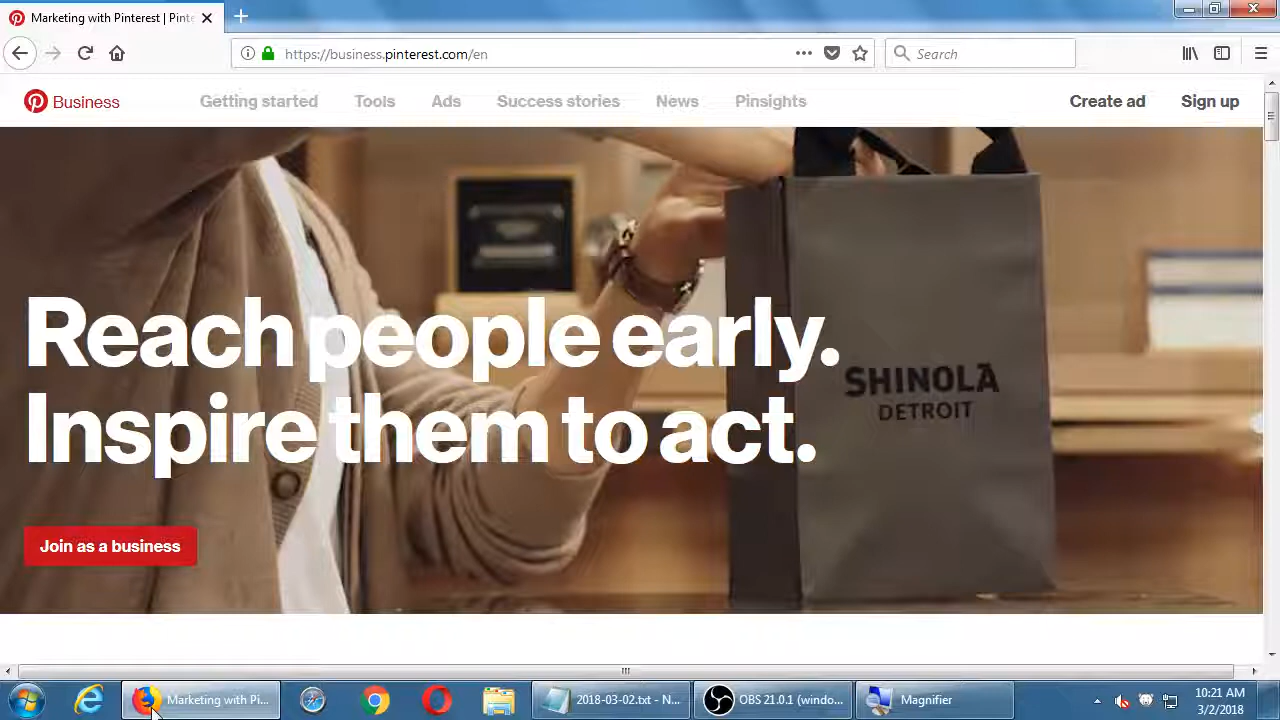 Marketing with Pinterest | Pinte
https://business.pinterest.com/en
Search
Business
Getting started
Tools
Ads
Success stories
News
Pinsights
Create ad
Sign up
SHINOLA
DETROIT
Reach people early.
Inspire them to act.
Join as a business
Marketing with Pi...
2018-03-02.txt - N...
OBS 21.0.1 (windo...
Magnifier
10:21 AM
3/2/2018